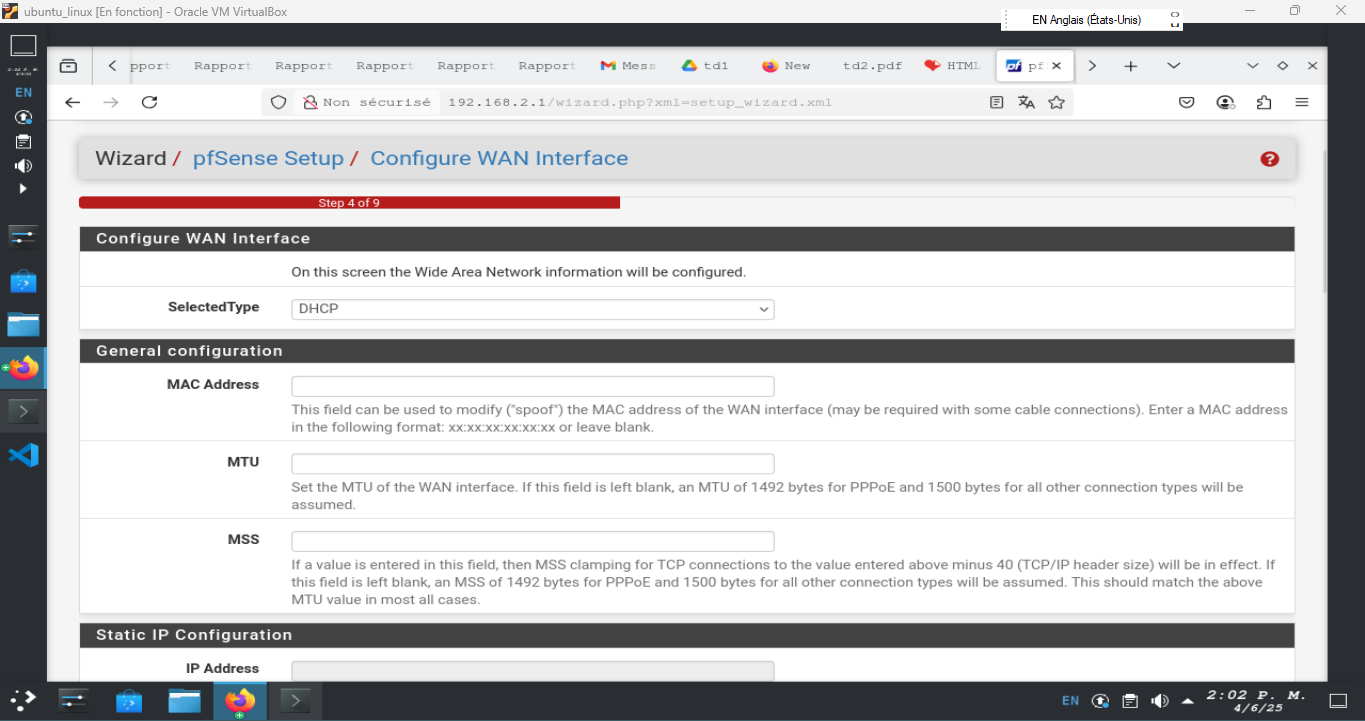 ubuntu_linux [En fonction] - Oracle VM VirtualBox
EN Anglais (États-Unis)
pport Rapport Rapport Rapport Rapport Rapport Mess td1 New td2.pdf HTML pf
EN
Non sécurisé 192.168.2.1/wizard.php?xml=setup_wizard.xml
Wizard / pfSense Setup / Configure WAN Interface
Step 4 of 9
Configure WAN Interface
On this screen the Wide Area Network information will be configured.
SelectedType DHCP
General configuration
MAC Address
This field can be used to modify ("spoof") the MAC address of the WAN interface (may be required with some cable connections). Enter a MAC address
in the following format: xx:xx:xx:xx:xx:xx or leave blank.
MTU
Set the MTU of the WAN interface. If this field is left blank, an MTU of 1492 bytes for PPPoE and 1500 bytes for all other connection types will be
assumed.
MSS
If a value is entered in this field, then MSS clamping for TCP connections to the value entered above minus 40 (TCP/IP header size) will be in effect. If
this field is left blank, an MSS of 1492 bytes for PPPoE and 1500 bytes for all other connection types will be assumed. This should match the above
MTU value in most all cases.
Static IP Configuration
IP Address
EN 2:02 P. M.
4/6/25